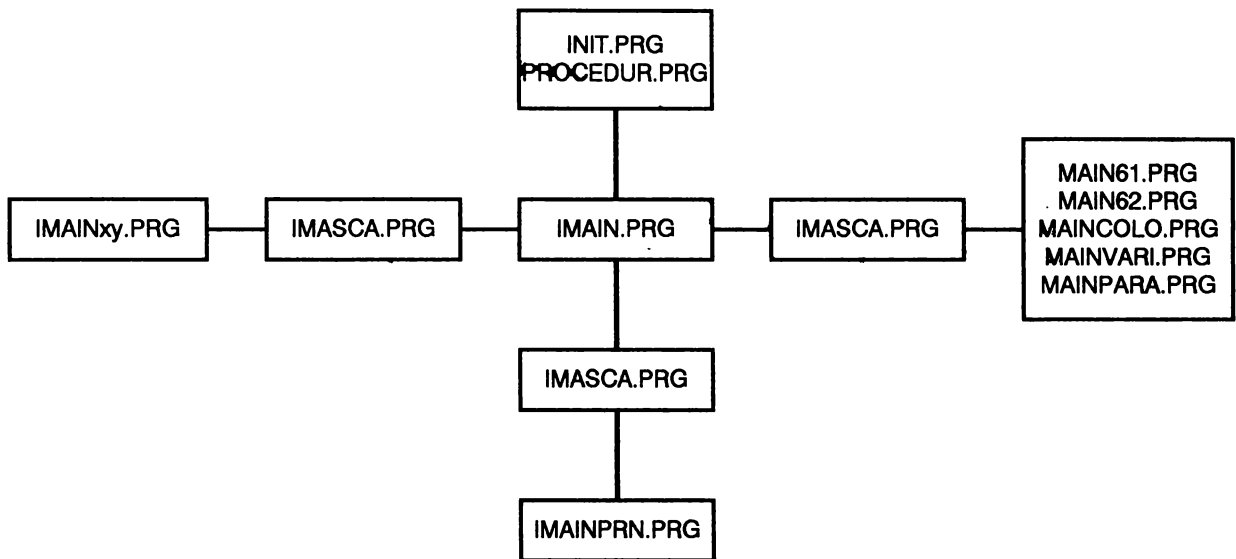 INIT.PRG
PROCEDUR.PRG
MAIN61.PRG
MAIN62.PRG
MAINCOLO.PRG
MAINVARI.PRG
MAINPARA.PRG
IMAINxy.PRG
IMASCA.PRG
IMAIN.PRG
IMASCA.PRG
IMASCA.PRG
IMAINPRN.PRG